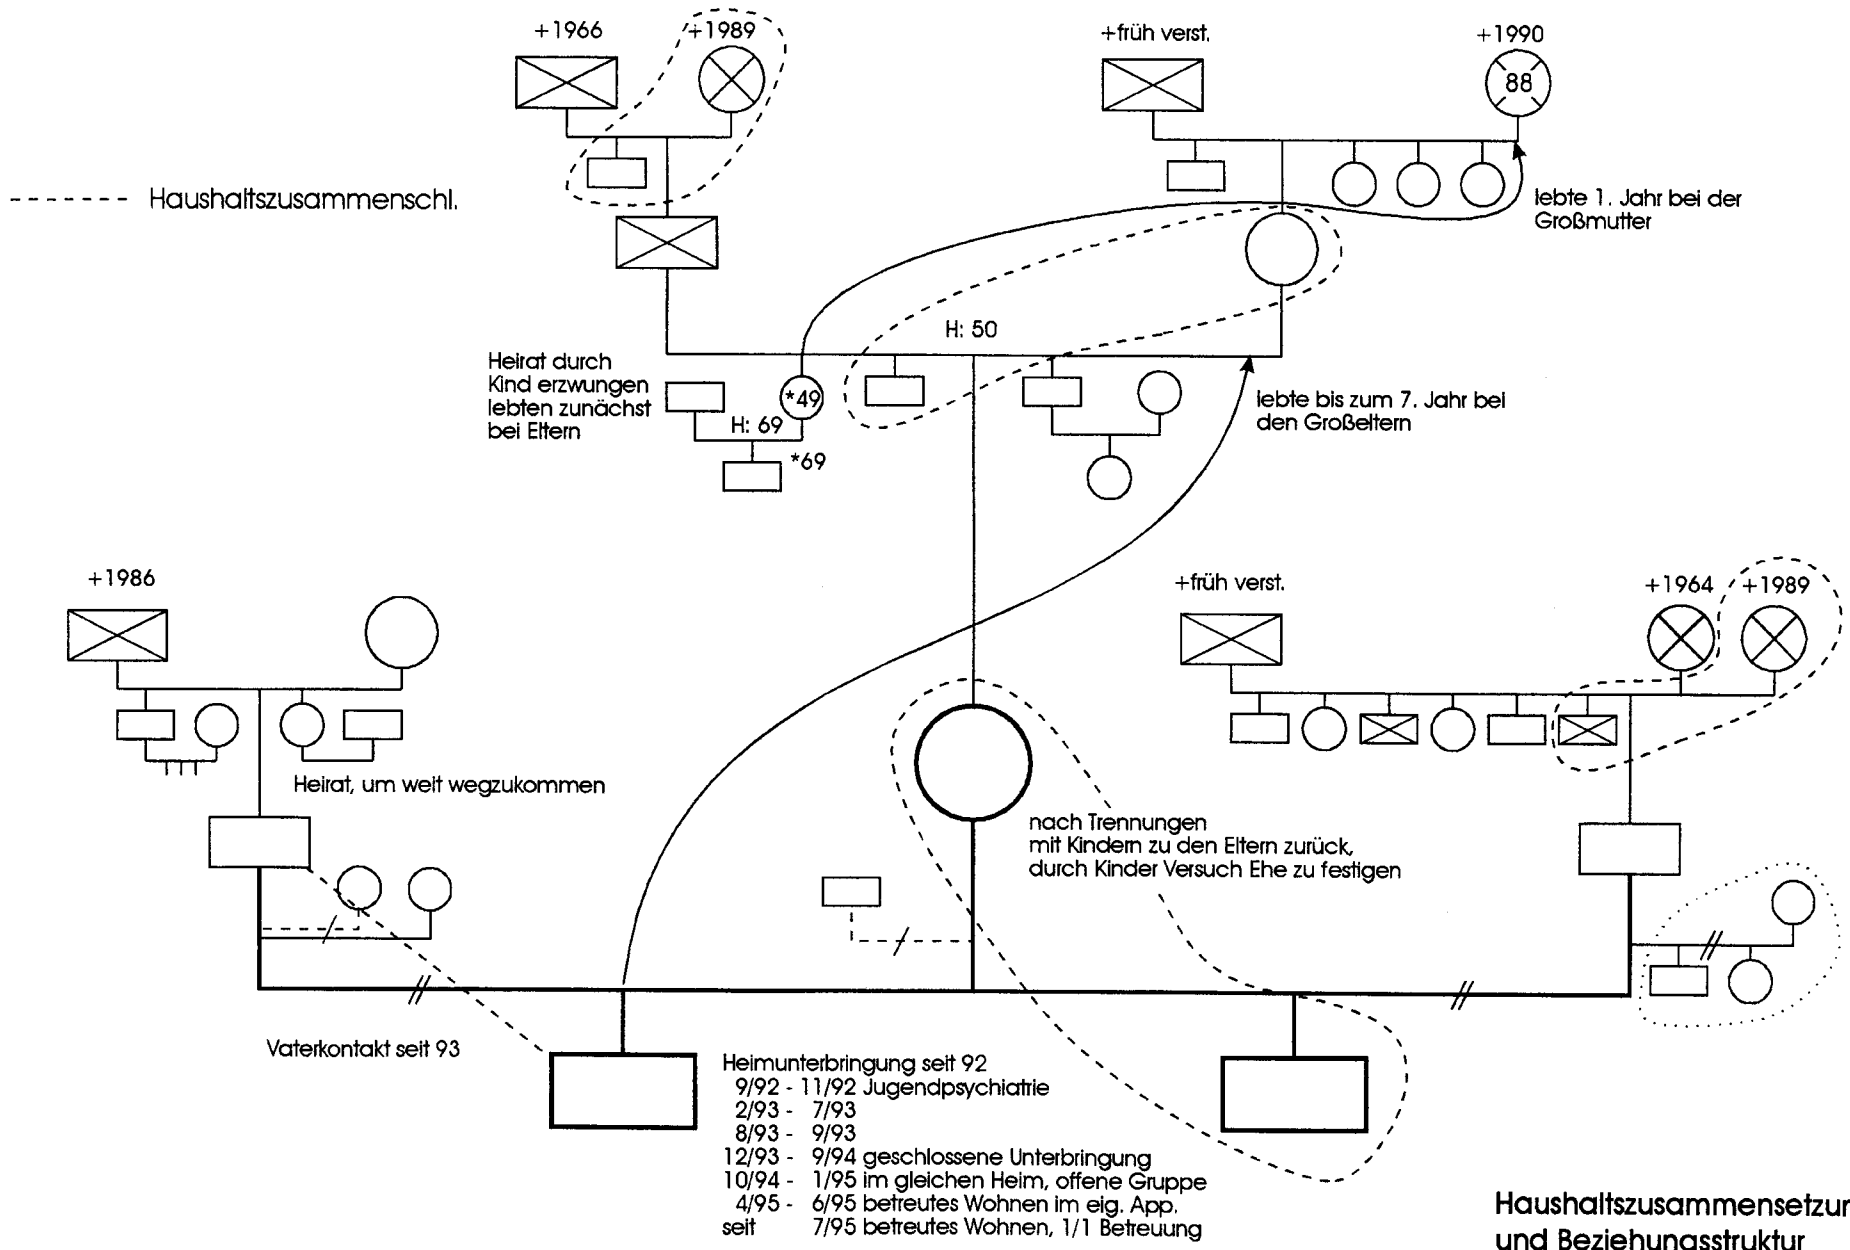 +1966
+1989
+früh verst.
+1990
88
lebte 1. Jahr bei der
Großmutter
------- Haushaltszusammenschl.
H: 50
Heirat durch
Kind erzwungen
lebten zunächst
bei Eltern
*49
H: 69
*69
lebte bis zum 7. Jahr bei
den Großeltern
+1986
+früh verst.
+1964
+1989
Heirat, um weit wegzukommen
nach Trennungen
mit Kindern zu den Eltern zurück,
durch Kinder Versuch Ehe zu festigen
Vaterkontakt seit 93
Heimunterbringung seit 92
9/92 - 11/92 Jugendpsychiatrie
2/93 - 7/93
8/93 - 9/93
12/93 - 9/94 geschlossene Unterbringung
10/94 - 1/95 im gleichen Heim, offene Gruppe
4/95 - 6/95 betreutes Wohnen im eig. App.
seit 7/95 betreutes Wohnen, 1/1 Betreuung
Haushaltszusammensetzun
und Beziehungsstruktur